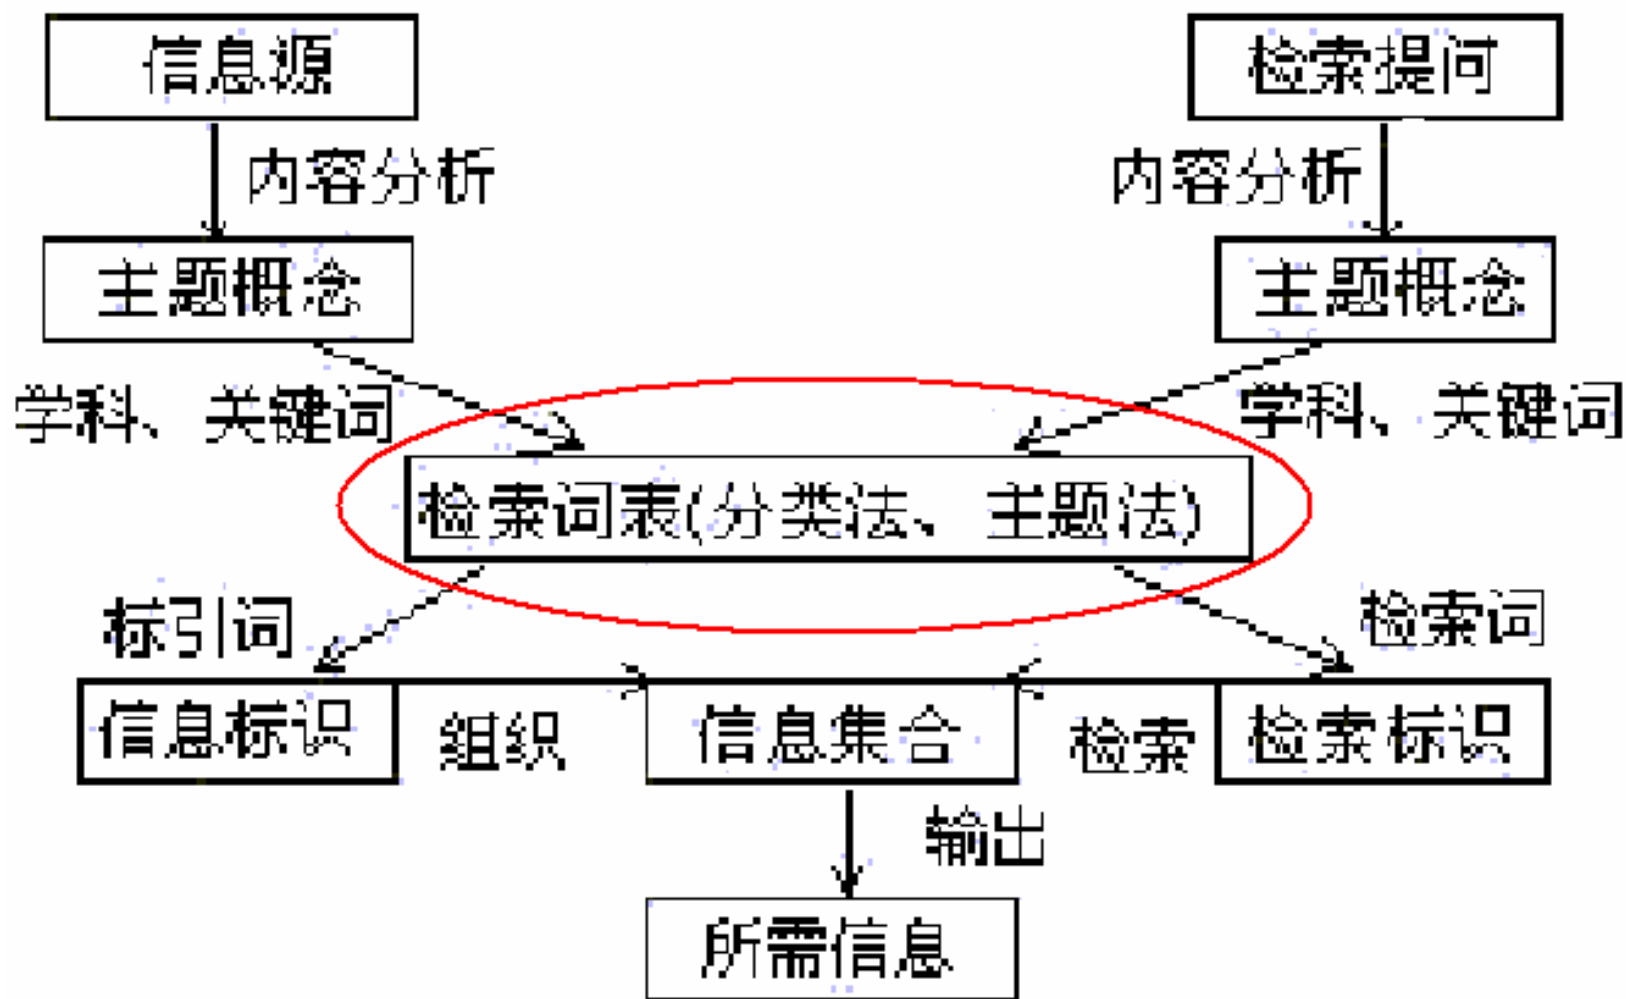 信息源
检索提问
内容分析
内容分析
主题概念
主题概念
学科、关键词
学科、关键词
检索词表(分类法、主题法)
标引词
检索词
信息标识
组织
信息集合
检索
检索标识
输出
所需信息